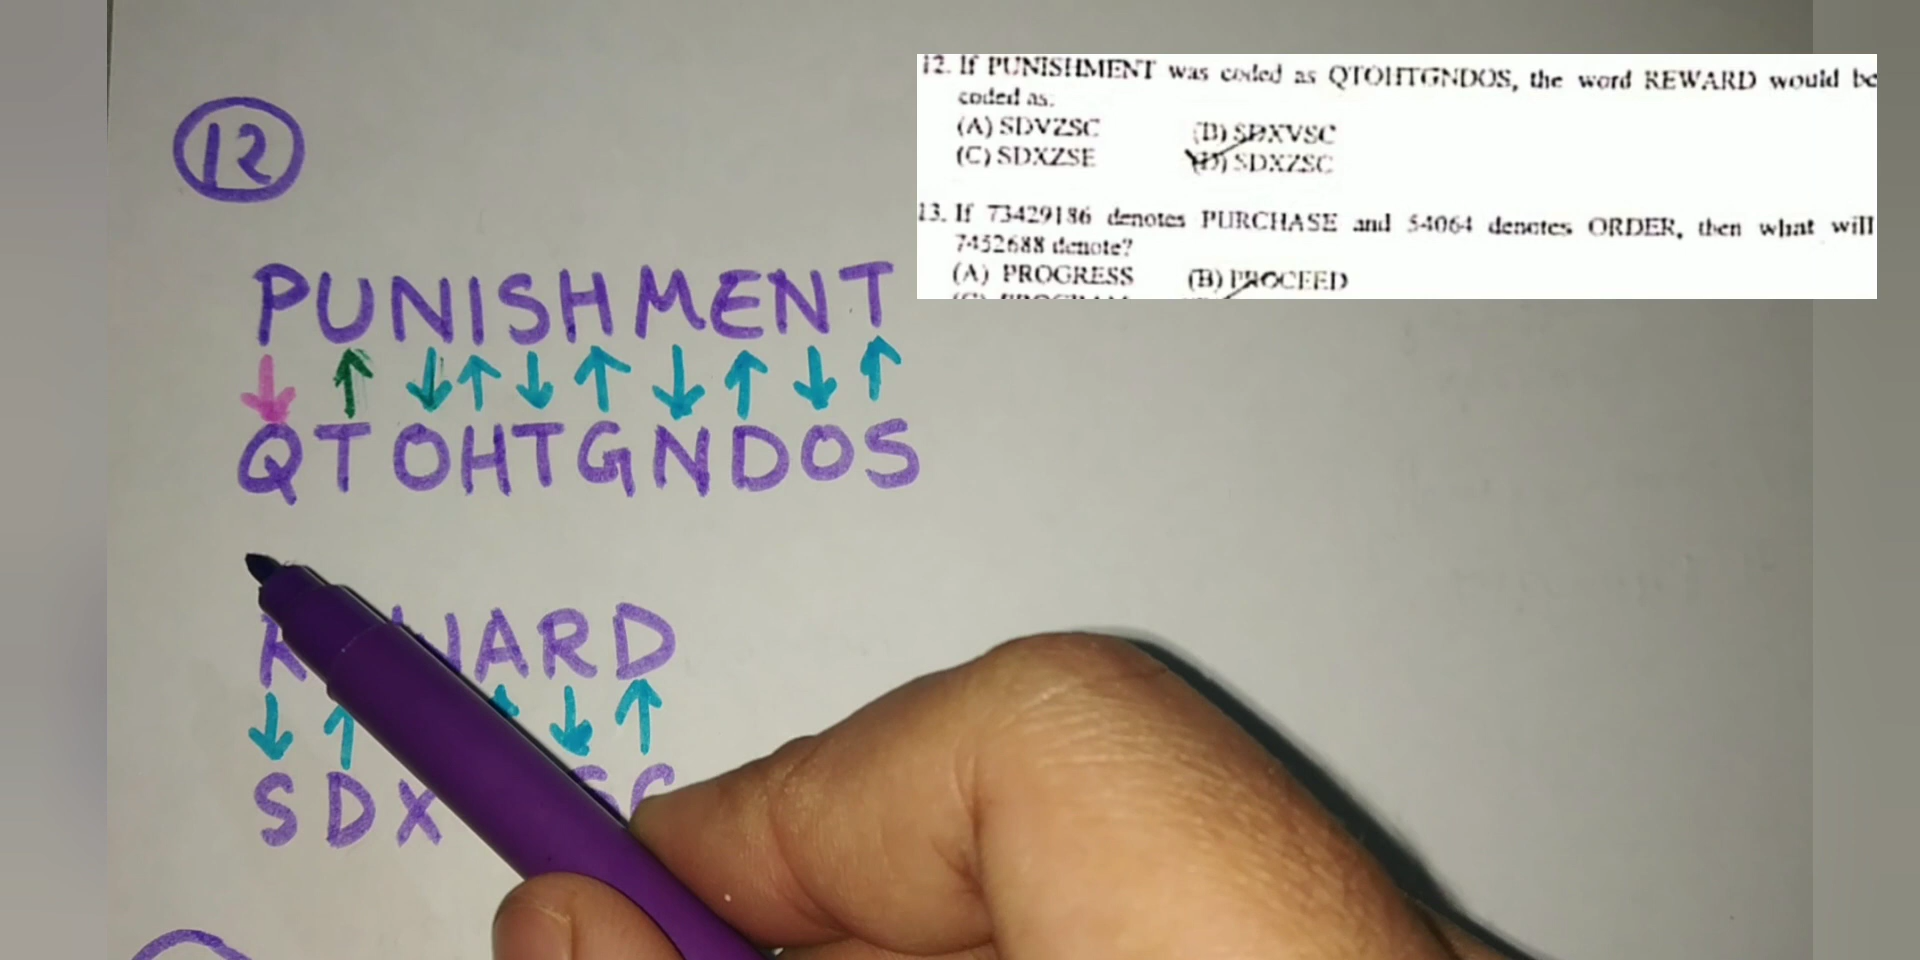 12
PUNISHMENT
QTOHTGNDOS
ARD
SDX
12. If PUNISHMENT was coded as QTOHTGNDOS, the word REWARD would be
coded as:
(A) SDVZSC (B) SDXVSC
(C) SDXZSE (D) SDXZSC
13. If 73429186 denotes PURCHASE and 54064 denotes ORDER, then what will
7452688 denote?
(A) PROGRESS (B) PROCEED